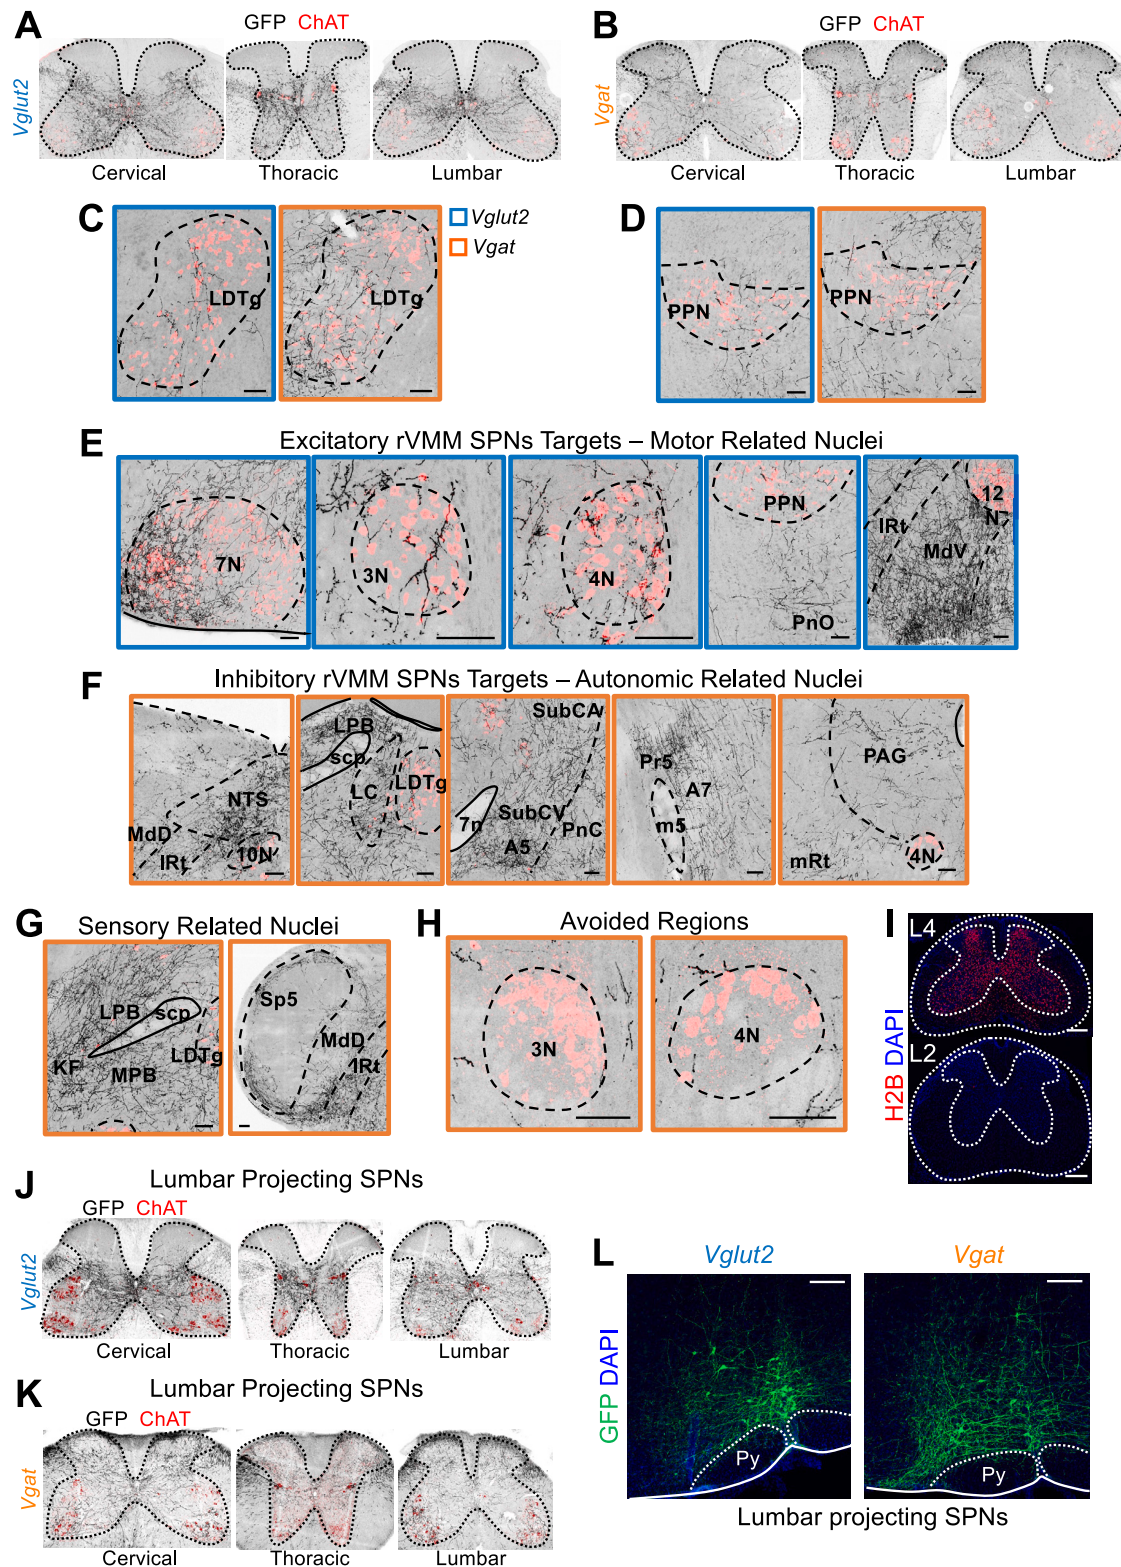 A
GFP ChAT
Vglut2
Cervical
Thoracic
Lumbar
B
GFP ChAT
Vgat
Cervical
Thoracic
Lumbar
C
LDTg
LDTg
Vglut2
Vgat
D
PPN
PPN
E
Excitatory rVMM SPNs Targets – Motor Related Nuclei
7N
3N
4N
PPN
PnO
IRt
MdV
12
N
F
Inhibitory rVMM SPNs Targets – Autonomic Related Nuclei
NTS
MdD
IRt
10N
LPB
scp
LC
LDTg
SubCA
SubCV
7n
PnC
A5
Pr5
A7
m5
PAG
mRt
4N
G
Sensory Related Nuclei
LPB
scp
LDTg
KF
MPB
Sp5
MdD
IRt
H
Avoided Regions
3N
4N
I
L4
L2
H2B DAPI
J
Lumbar Projecting SPNs
GFP ChAT
Vglut2
Cervical
Thoracic
Lumbar
K
Lumbar Projecting SPNs
GFP ChAT
Vgat
Cervical
Thoracic
Lumbar
L
Vglut2
Vgat
GFP DAPI
Py
Py
Lumbar projecting SPNs